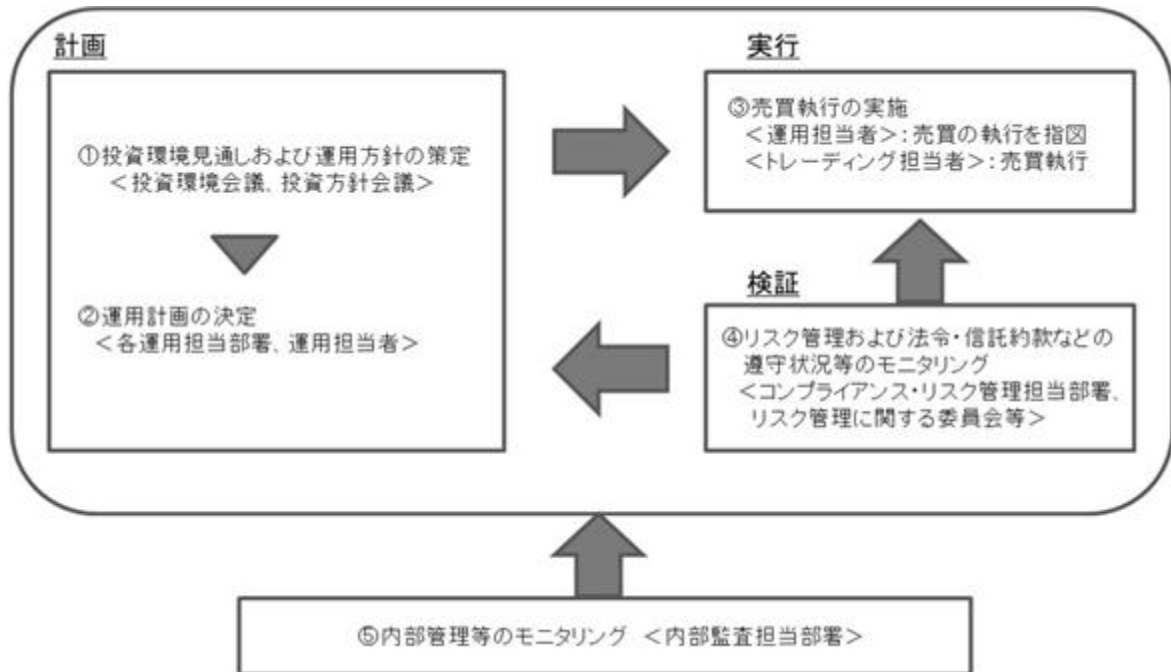 計画
①投資環境見通しおよび運用方針の策定
＜投資環境会議、投資方針会議＞
②運用計画の決定
＜各運用担当部署、運用担当者＞
実行
③売買執行の実施
＜運用担当者＞：売買の執行を指図
＜トレーディング担当者＞：売買執行
検証
④リスク管理および法令・信託約款などの
遵守状況等のモニタリング
＜コンプライアンス・リスク管理担当部署、
リスク管理に関する委員会等＞
⑤内部管理等のモニタリング ＜内部監査担当部署＞